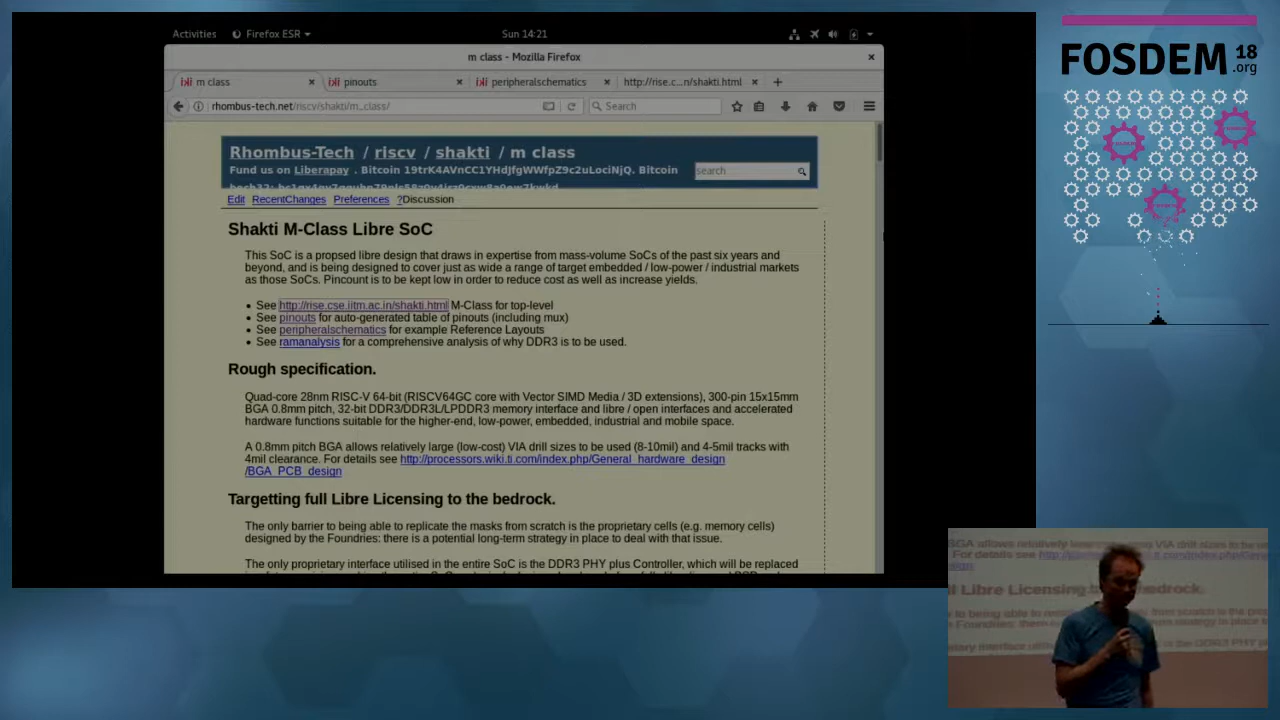 Activities Firefox ESR Sun 14:21
m class - Mozilla Firefox
m class pinouts peripheralschematics http://rise.c...n/shakti.html
rhombus-tech.net/riscv/shakti/m_class/ Search
Rhombus-Tech / riscv / shakti / m class
Fund us on Liberapay . Bitcoin 19trK4AVnCC1YHdJfgWWfpZ9c2uLociNjQ. Bitcoin
search
Edit RecentChanges Preferences ?Discussion
Shakti M-Class Libre SoC
This SoC is a propsed libre design that draws in expertise from mass-volume SoCs of the past six years and
beyond, and is being designed to cover just as wide a range of target embedded / low-power / industrial markets
as those SoCs. Pincount is to be kept low in order to reduce cost as well as increase yields.
• See http://rise.cse.iitm.ac.in/shakti.html M-Class for top-level
• See pinouts for auto-generated table of pinouts (including mux)
• See peripheralschematics for example Reference Layouts
• See ramanalysis for a comprehensive analysis of why DDR3 is to be used.
Rough specification.
Quad-core 28nm RISC-V 64-bit (RISCV64GC core with Vector SIMD Media / 3D extensions), 300-pin 15x15mm
BGA 0.8mm pitch, 32-bit DDR3/DDR3L/LPDDR3 memory interface and libre / open interfaces and accelerated
hardware functions suitable for the higher-end, low-power, embedded, industrial and mobile space.
A 0.8mm pitch BGA allows relatively large (low-cost) VIA drill sizes to be used (8-10mil) and 4-5mil tracks with
4mil clearance. For details see http://processors.wiki.ti.com/index.php/General_hardware_design
/BGA_PCB_design
Targetting full Libre Licensing to the bedrock.
The only barrier to being able to replicate the masks from scratch is the proprietary cells (e.g. memory cells)
designed by the Foundries: there is a potential long-term strategy in place to deal with that issue.
The only proprietary interface utilised in the entire SoC is the DDR3 PHY plus Controller, which will be replaced
FOSDEM 18
.org